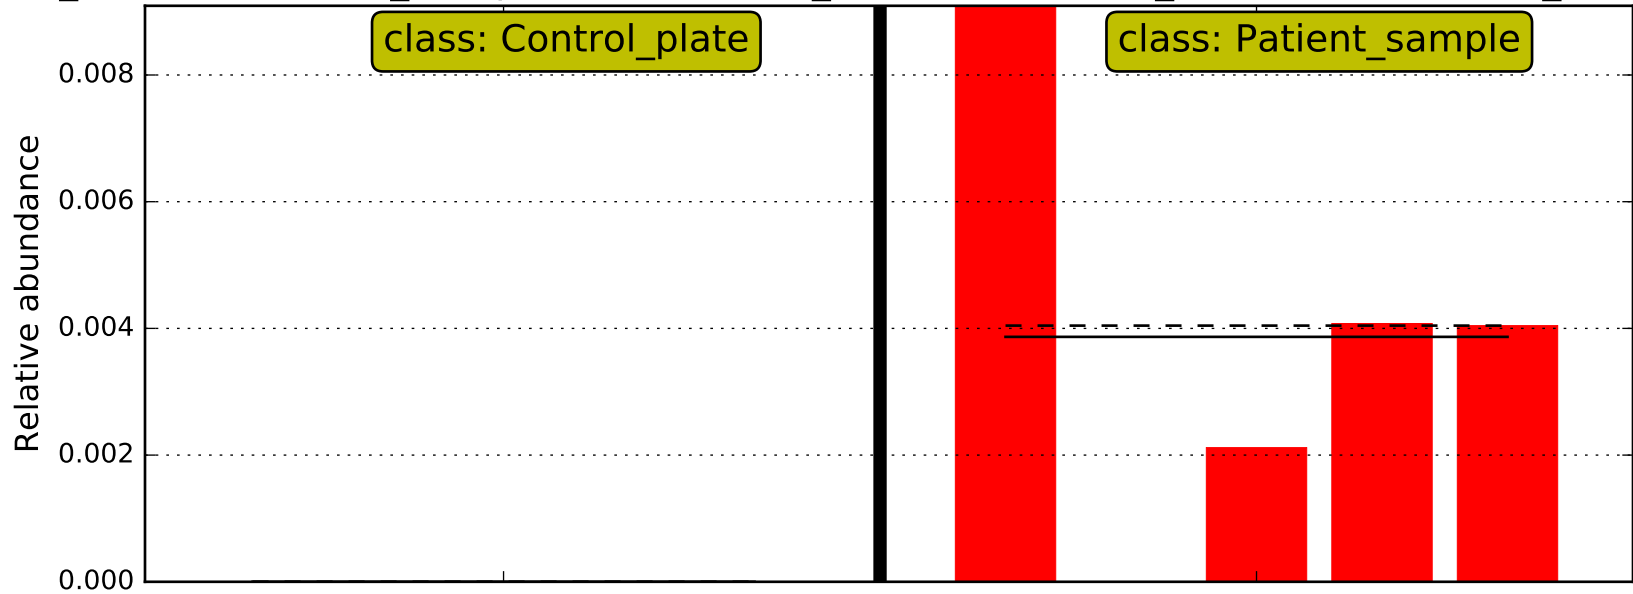 class: Control_plate
class: Patient_sample
0.008
0.006
0.004
0.002
0.000
Relative abundance